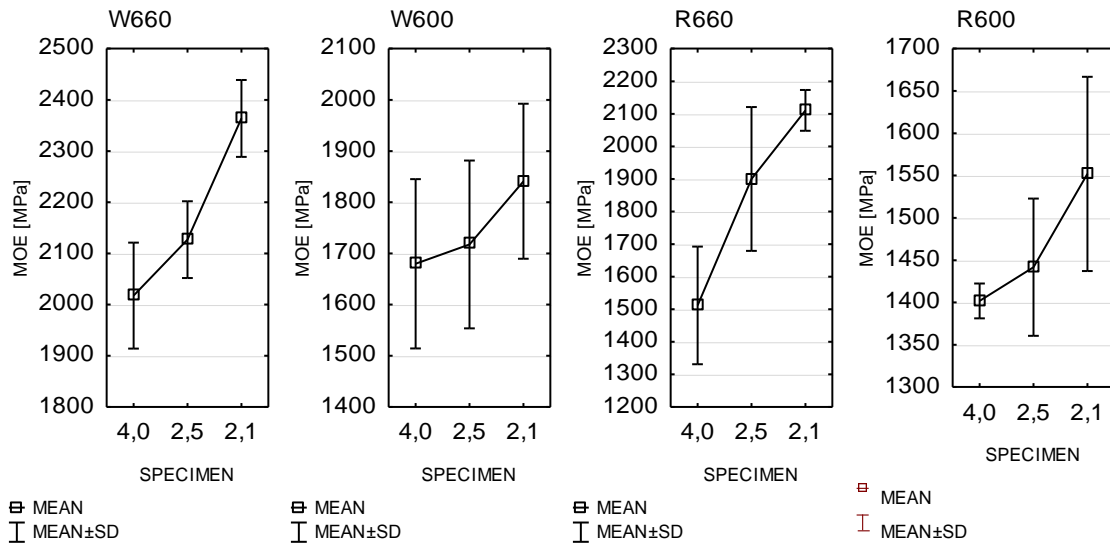 W660
2500
2400
2300
2200
2100
2000
1900
1800
MOE [MPa]
4,0 2,5 2,1
SPECIMEN
MEAN
MEAN±SD
W600
2100
2000
1900
1800
1700
1600
1500
1400
MOE [MPa]
4,0 2,5 2,1
SPECIMEN
MEAN
MEAN±SD
R660
2300
2200
2100
2000
1900
1800
1700
1600
1500
1400
1300
1200
MOE [MPa]
4,0 2,5 2,1
SPECIMEN
MEAN
MEAN±SD
R600
1700
1650
1600
1550
1500
1450
1400
1350
1300
MOE [MPa]
4,0 2,5 2,1
SPECIMEN
MEAN
MEAN±SD